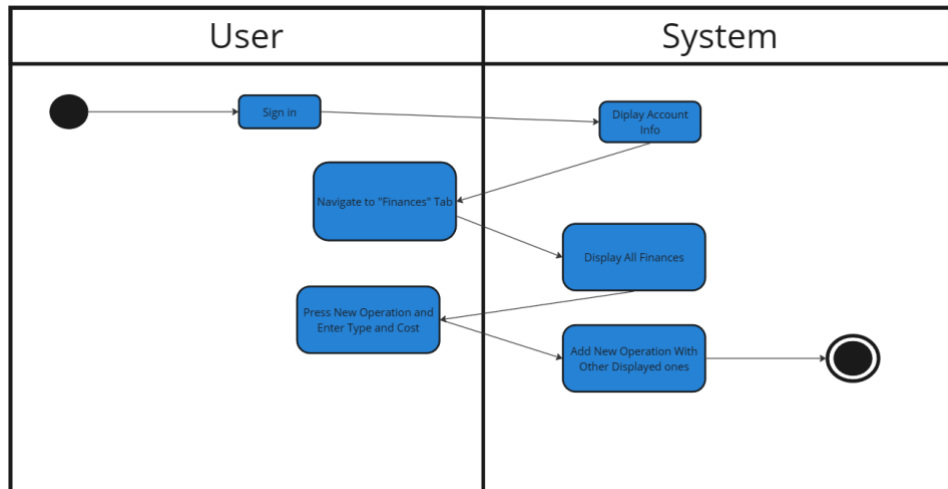 User
System
Sign in
Diplay Account
Info
Navigate to "Finances" Tab
Display All Finances
Press New Operation and
Enter Type and Cost
Add New Operation With
Other Displayed ones